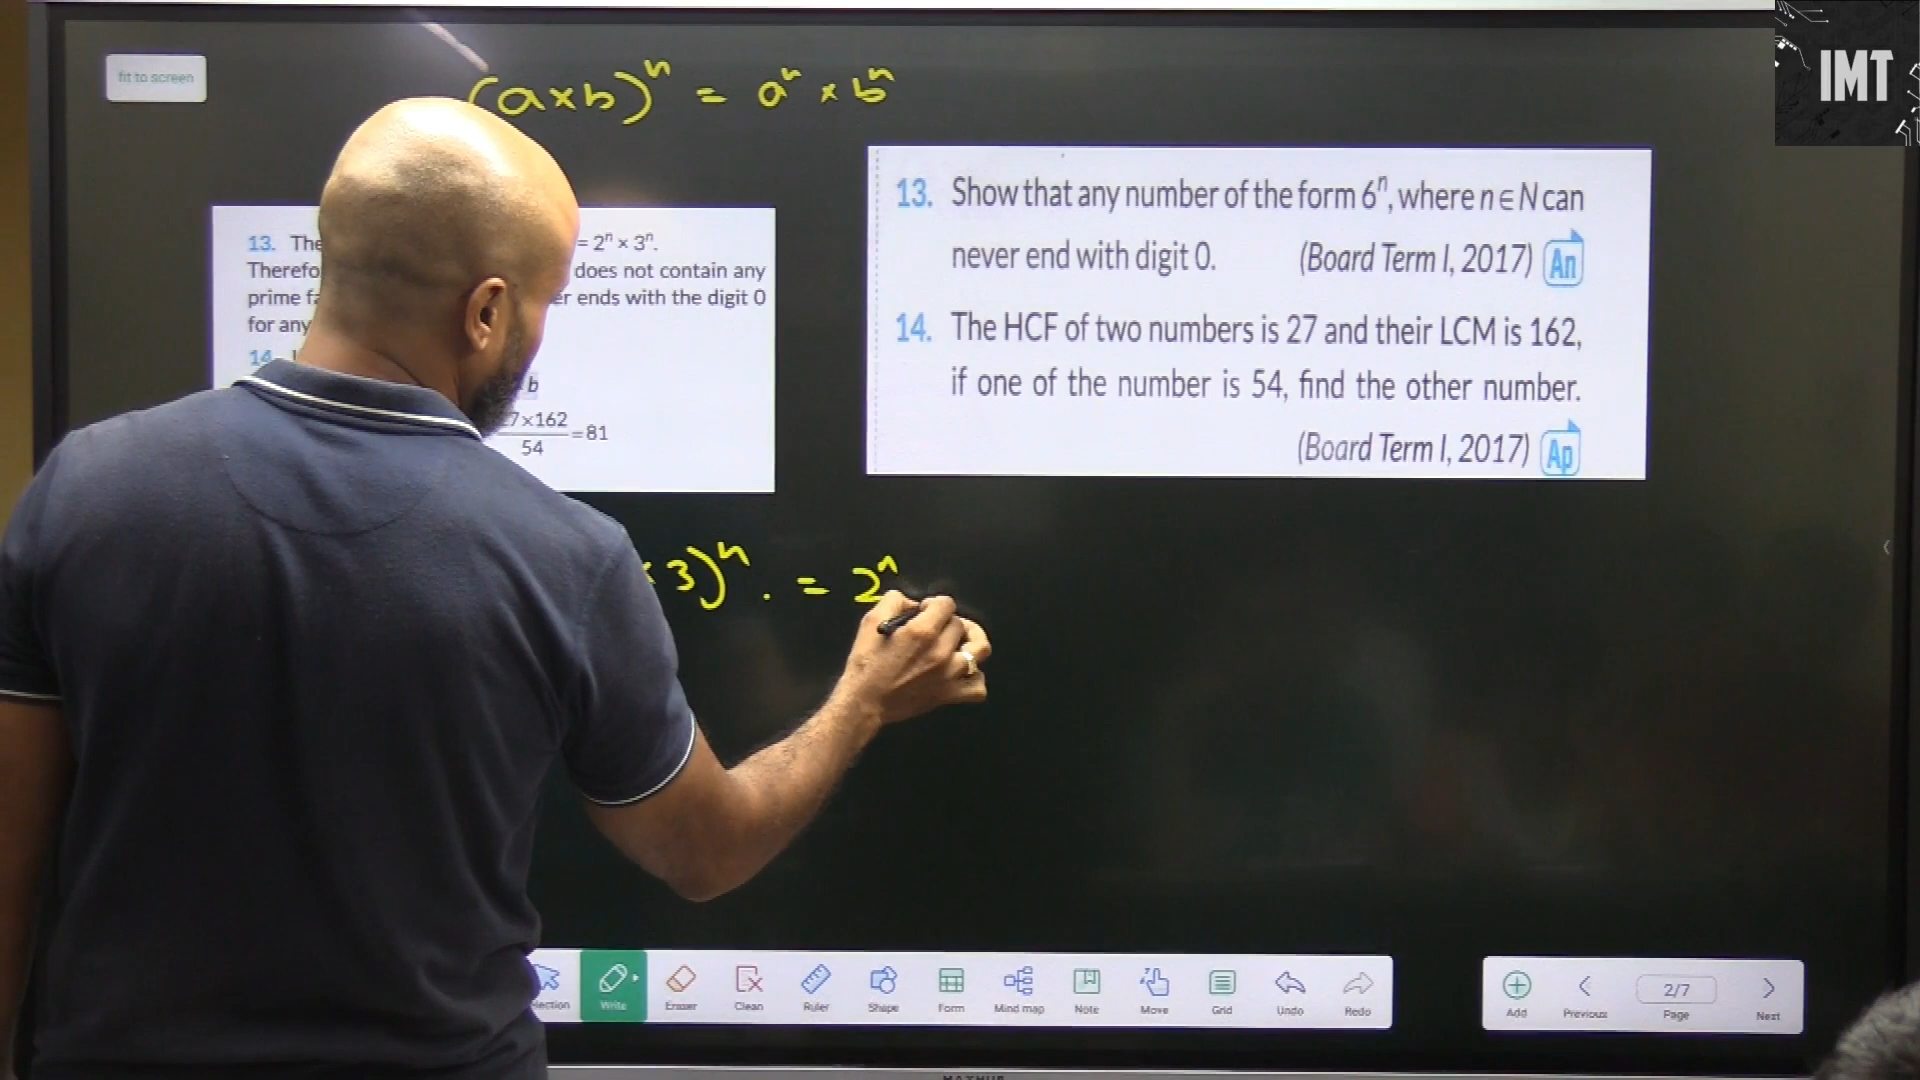 fit to screen
(a×b)ⁿ = aⁿ × bⁿ
IMT
13. The = 2ⁿ × 3ⁿ.
does not contain any
prime ends with the digit 0
for any
14.
b
27×162
54
=81
13. Show that any number of the form 6ⁿ, where n ∈ N can
never end with digit 0. (Board Term I, 2017) An
14. The HCF of two numbers is 27 and their LCM is 162,
if one of the number is 54, find the other number.
(Board Term I, 2017) Ap
3)ⁿ. = 2ⁿ
Write Eraser Clean Ruler Shape Form Mind map Note Move Grid Undo Redo
Add Previous 2/7 Page Next